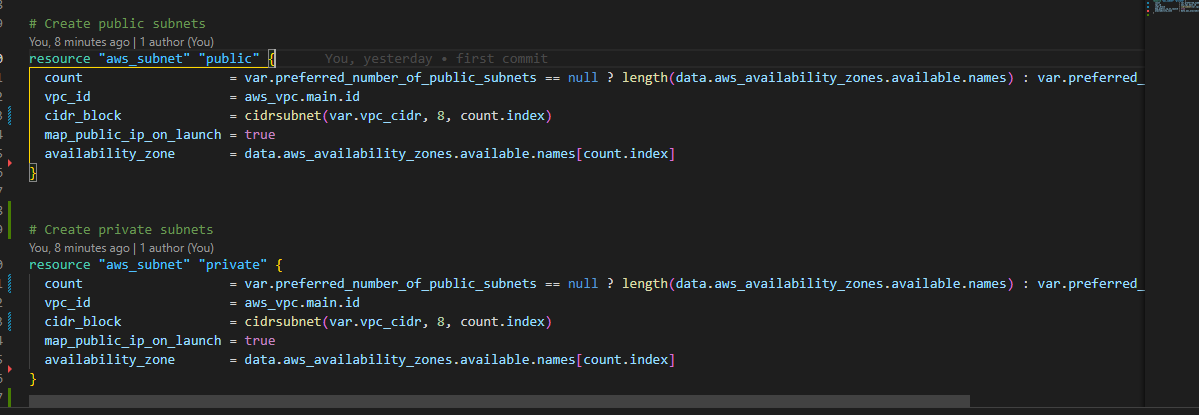 # Create public subnets
You, 8 minutes ago | 1 author (You)
resource "aws_subnet" "public" { You, yesterday • first commit
count = var.preferred_number_of_public_subnets == null ? length(data.aws_availability_zones.available.names) : var.preferred_
vpc_id = aws_vpc.main.id
cidr_block = cidrsubnet(var.vpc_cidr, 8, count.index)
map_public_ip_on_launch = true
availability_zone = data.aws_availability_zones.available.names[count.index]
}
# Create private subnets
You, 8 minutes ago | 1 author (You)
resource "aws_subnet" "private" {
count = var.preferred_number_of_public_subnets == null ? length(data.aws_availability_zones.available.names) : var.preferred_
vpc_id = aws_vpc.main.id
cidr_block = cidrsubnet(var.vpc_cidr, 8, count.index)
map_public_ip_on_launch = true
availability_zone = data.aws_availability_zones.available.names[count.index]
}